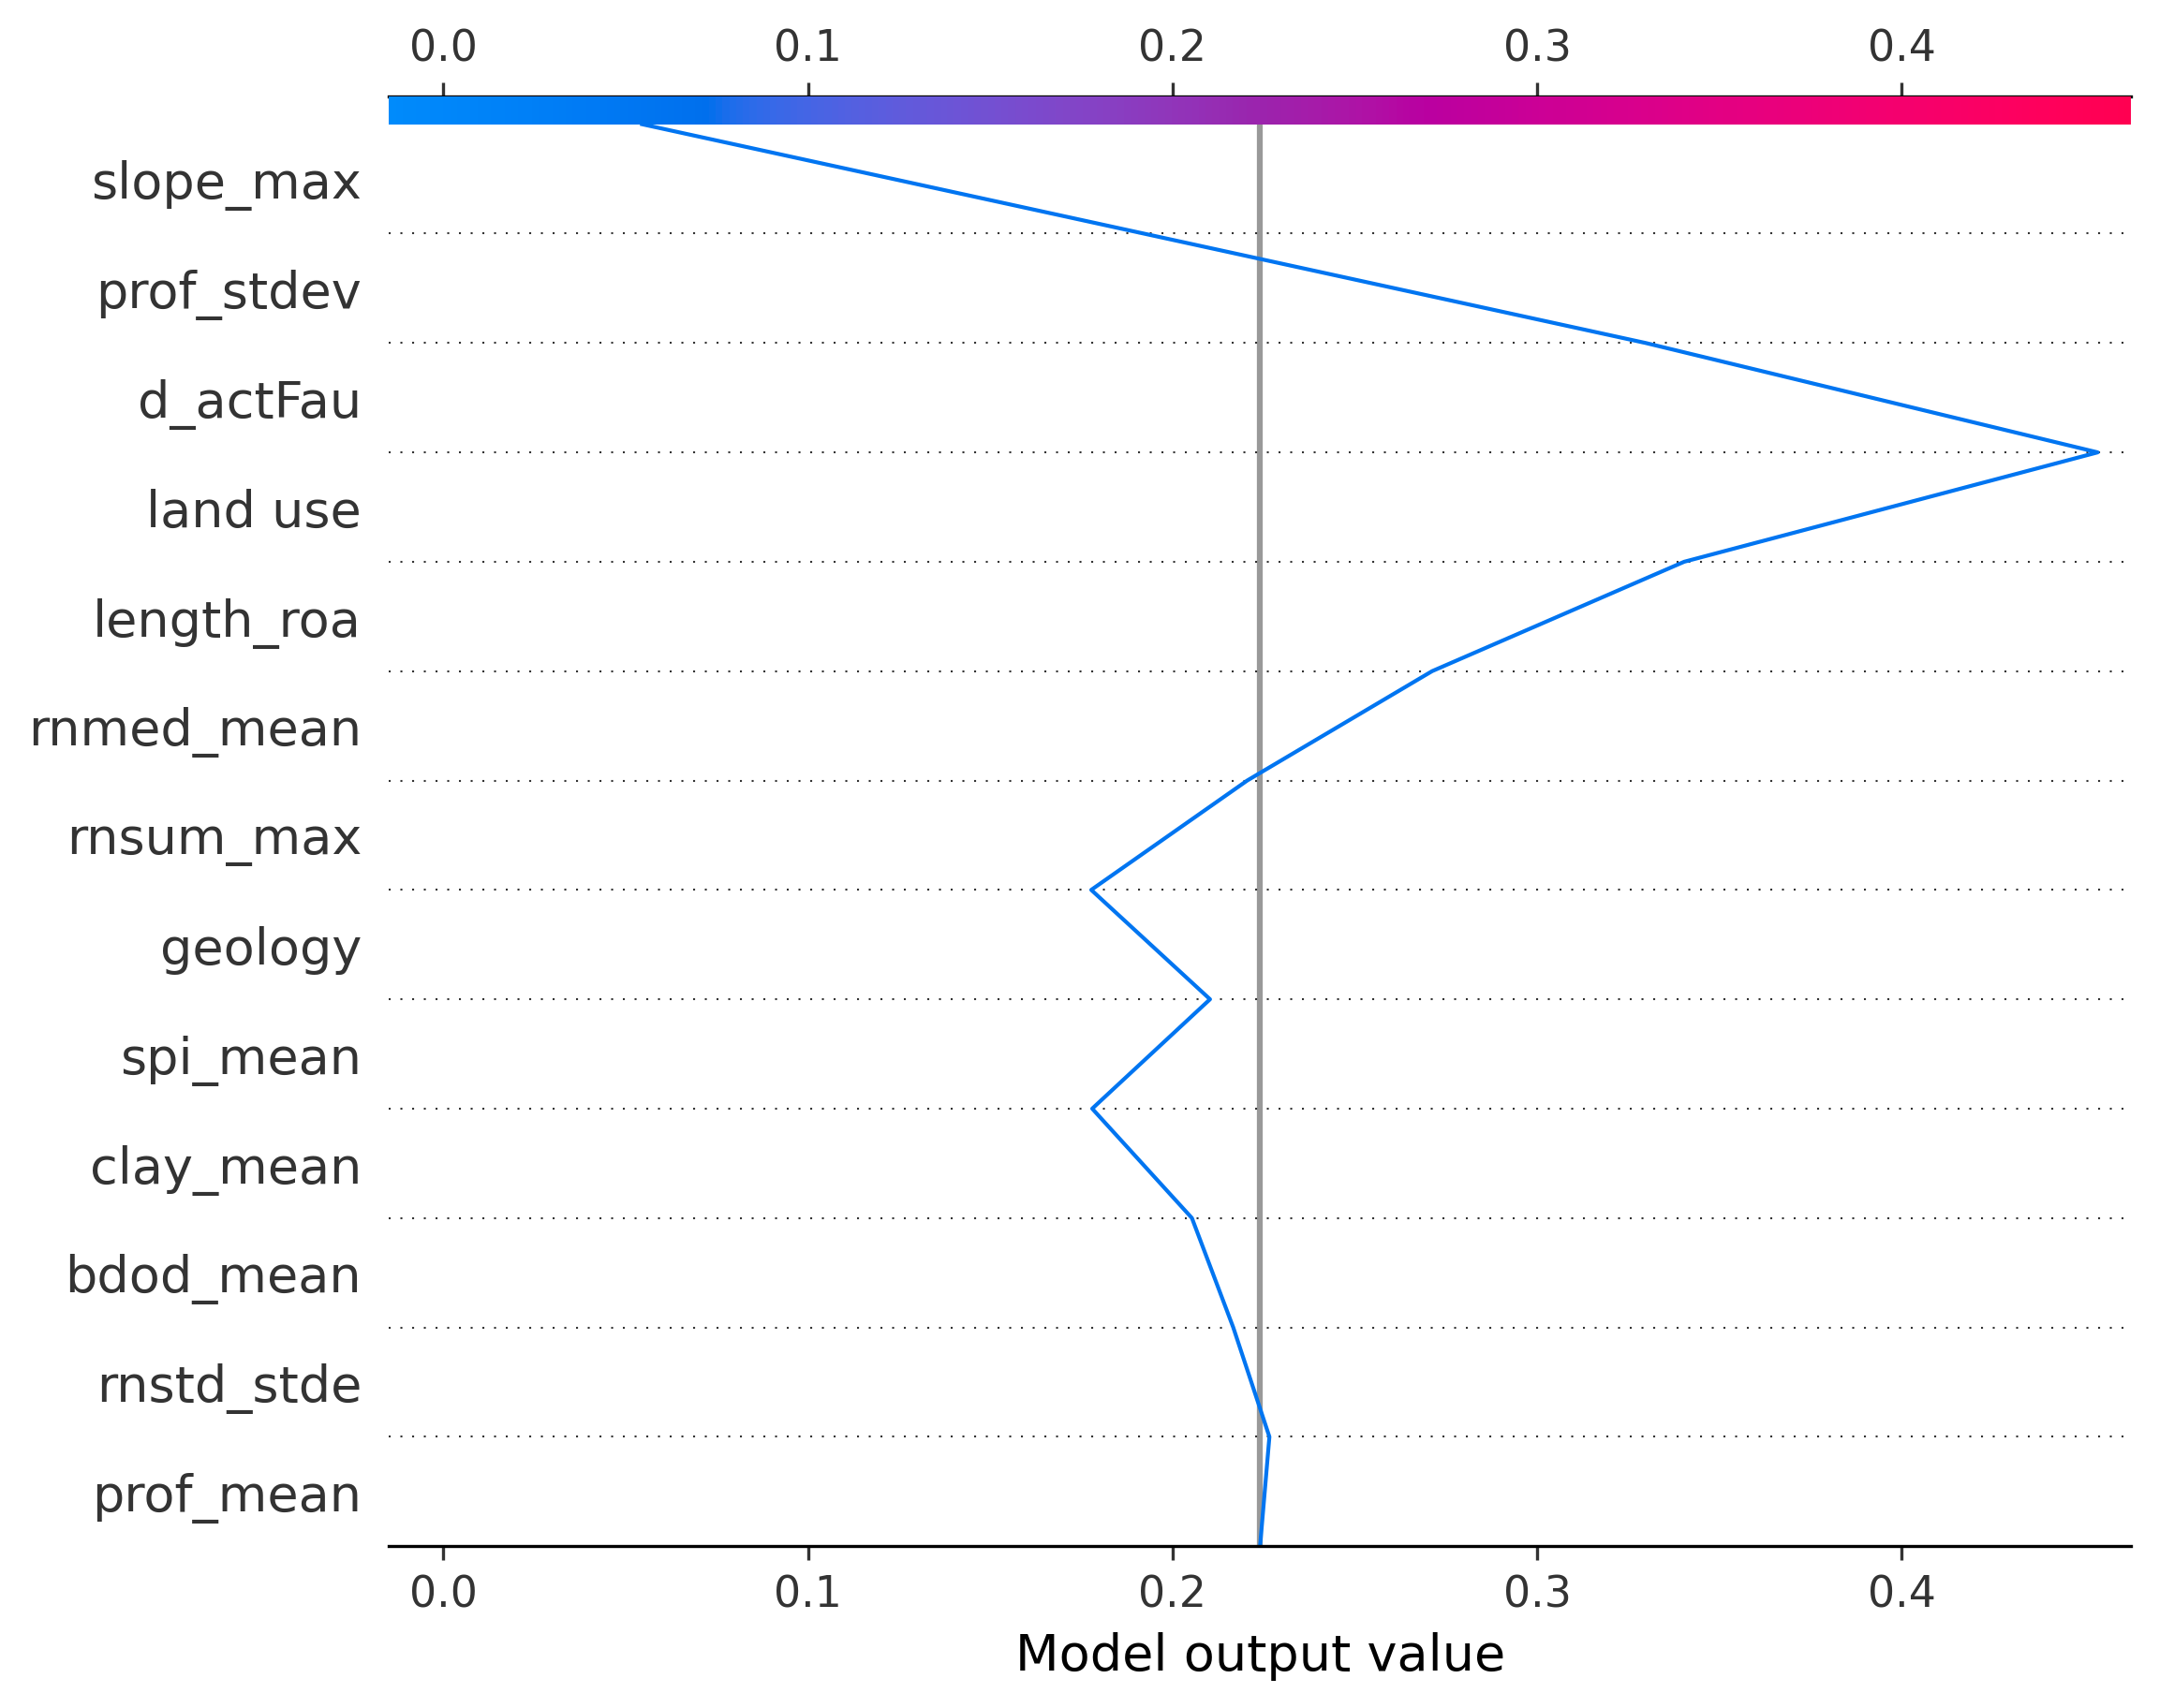 0.0 0.1 0.2 0.3 0.4
slope_max
prof_stdev
d_actFau
land use
length_roa
rnmed_mean
rnsum_max
geology
spi_mean
clay_mean
bdod_mean
rnstd_stde
prof_mean
0.0 0.1 0.2 0.3 0.4
Model output value